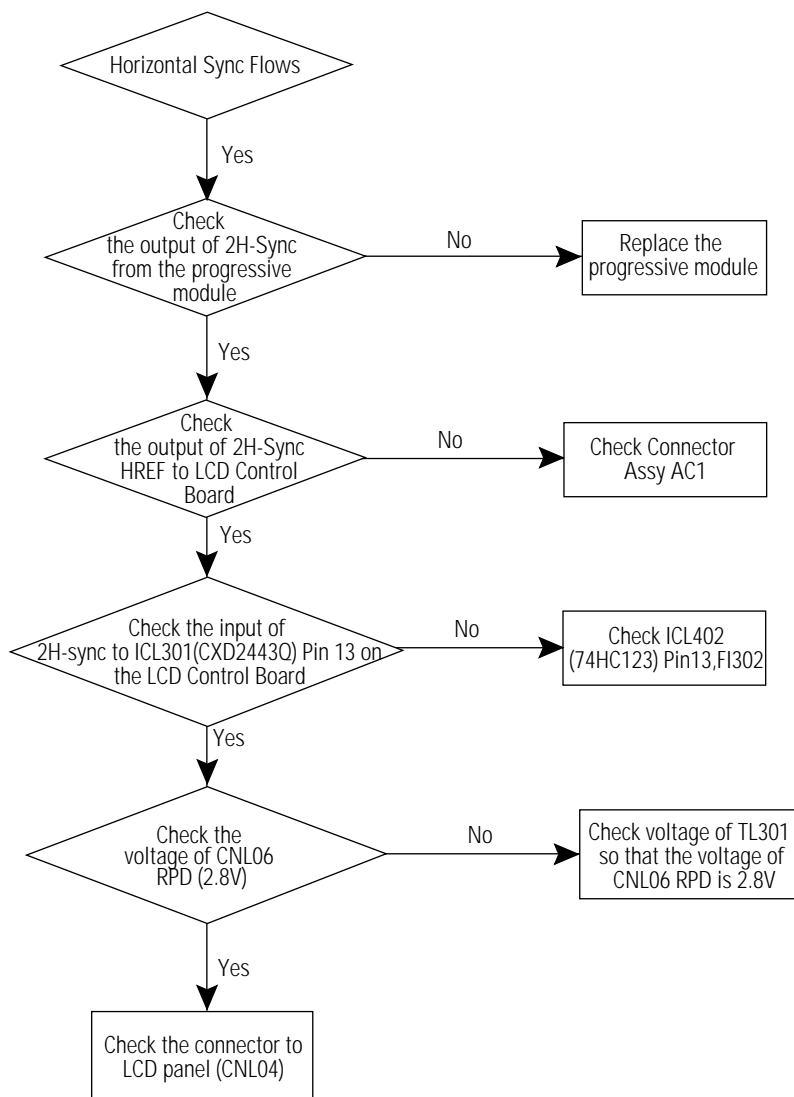 Horizontal Sync Flows
Yes
Check
the output of 2H-Sync
from the progressive
module
No
Replace the
progressive module
Yes
Check
the output of 2H-Sync
HREF to LCD Control
Board
No
Check Connector
Assy AC1
Yes
Check the input of
2H-sync to ICL301(CXD2443Q) Pin 13 on
the LCD Control Board
No
Check ICL402
(74HC123) Pin13,FI302
Yes
Check the
voltage of CNL06
RPD (2.8V)
No
Check voltage of TL301
so that the voltage of
CNL06 RPD is 2.8V
Yes
Check the connector to
LCD panel (CNL04)